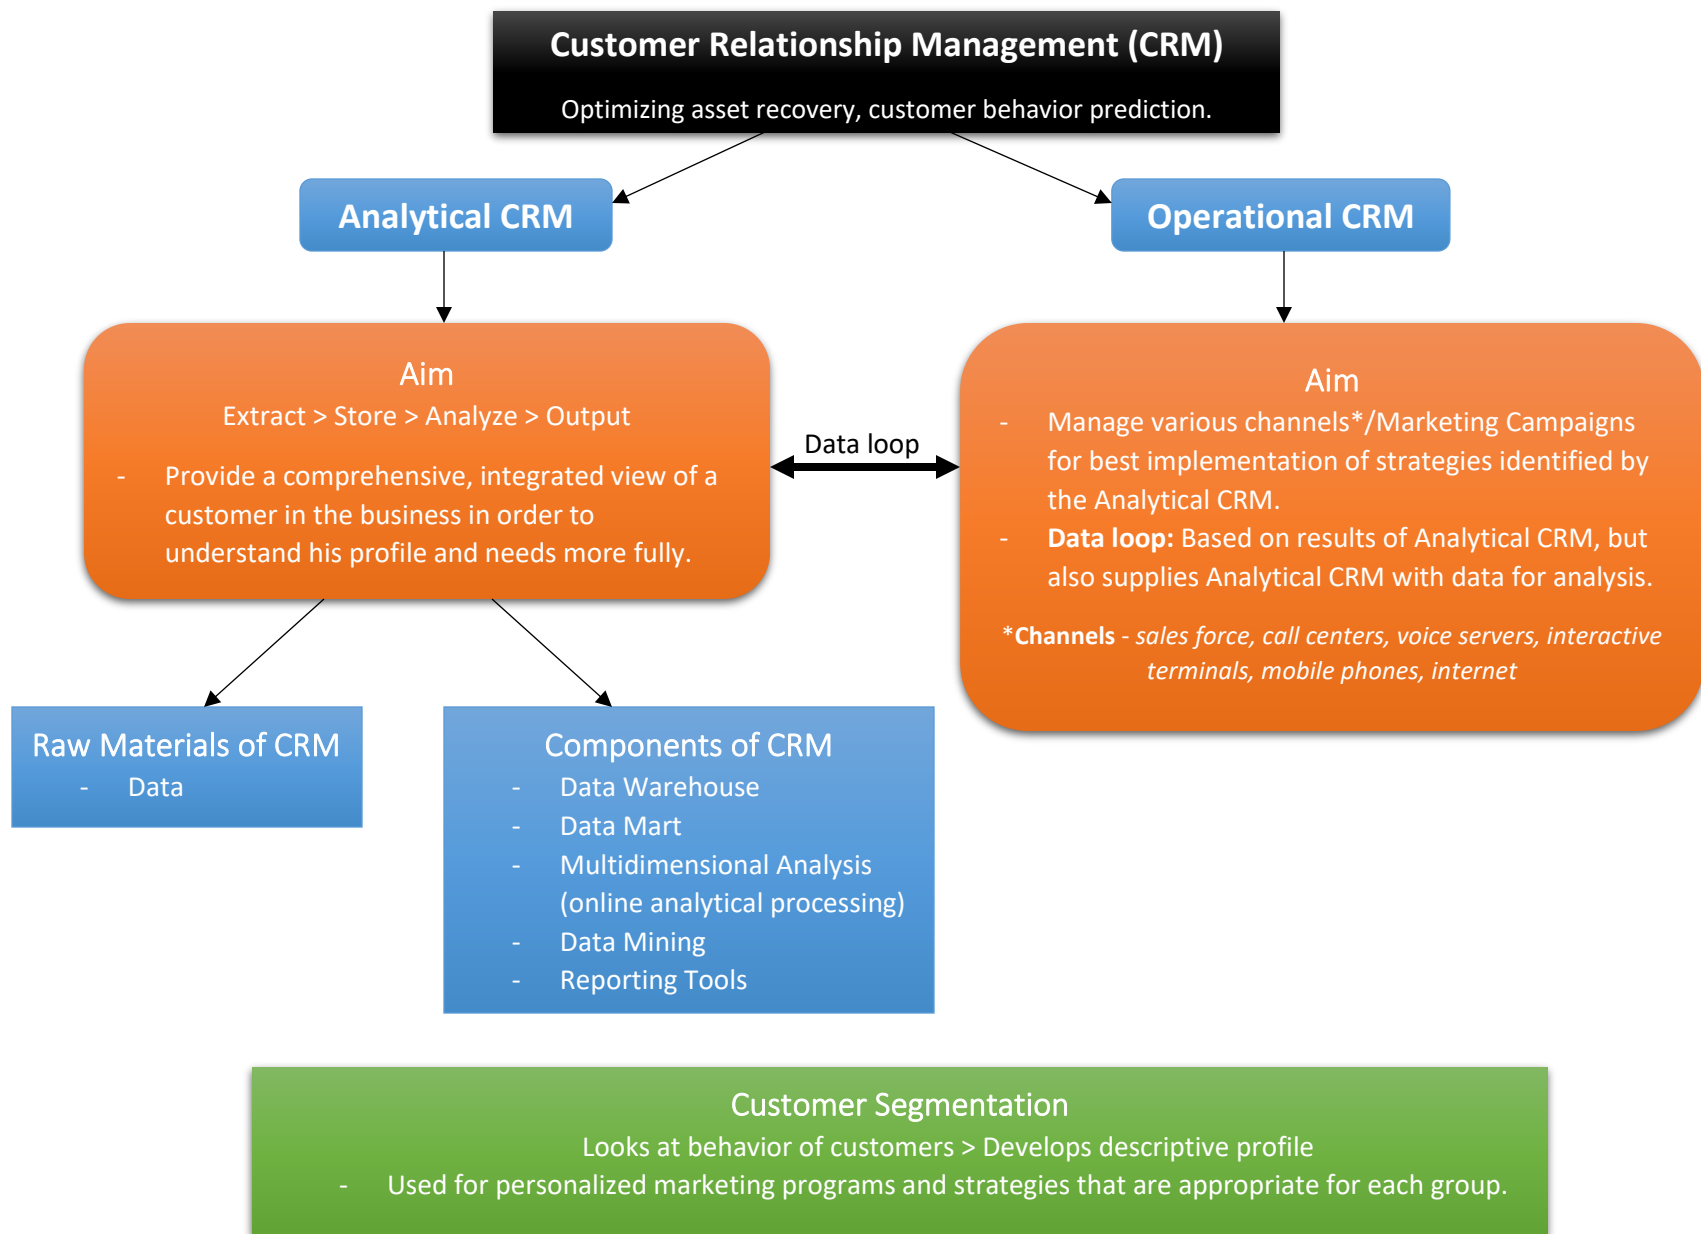 Customer Relationship Management (CRM)
Optimizing asset recovery, customer behavior prediction.
Analytical CRM
Operational CRM
Aim
Extract > Store > Analyze > Output
- Provide a comprehensive, integrated view of a
customer in the business in order to
understand his profile and needs more fully.
Data loop
Aim
- Manage various channels*/Marketing Campaigns
for best implementation of strategies identified by
the Analytical CRM.
- Data loop: Based on results of Analytical CRM, but
also supplies Analytical CRM with data for analysis.
*Channels - sales force, call centers, voice servers, interactive
terminals, mobile phones, internet
Raw Materials of CRM
- Data
Components of CRM
- Data Warehouse
- Data Mart
- Multidimensional Analysis
(online analytical processing)
- Data Mining
- Reporting Tools
Customer Segmentation
Looks at behavior of customers > Develops descriptive profile
- Used for personalized marketing programs and strategies that are appropriate for each group.